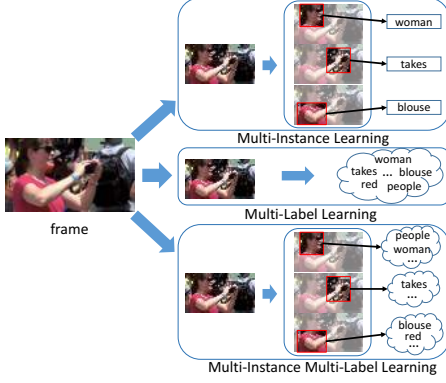 woman
takes
blouse
Multi-Instance Learning
woman
takes ... blouse
red people
Multi-Label Learning
frame
people
woman
...
takes
...
blouse
red
...
Multi-Instance Multi-Label Learning